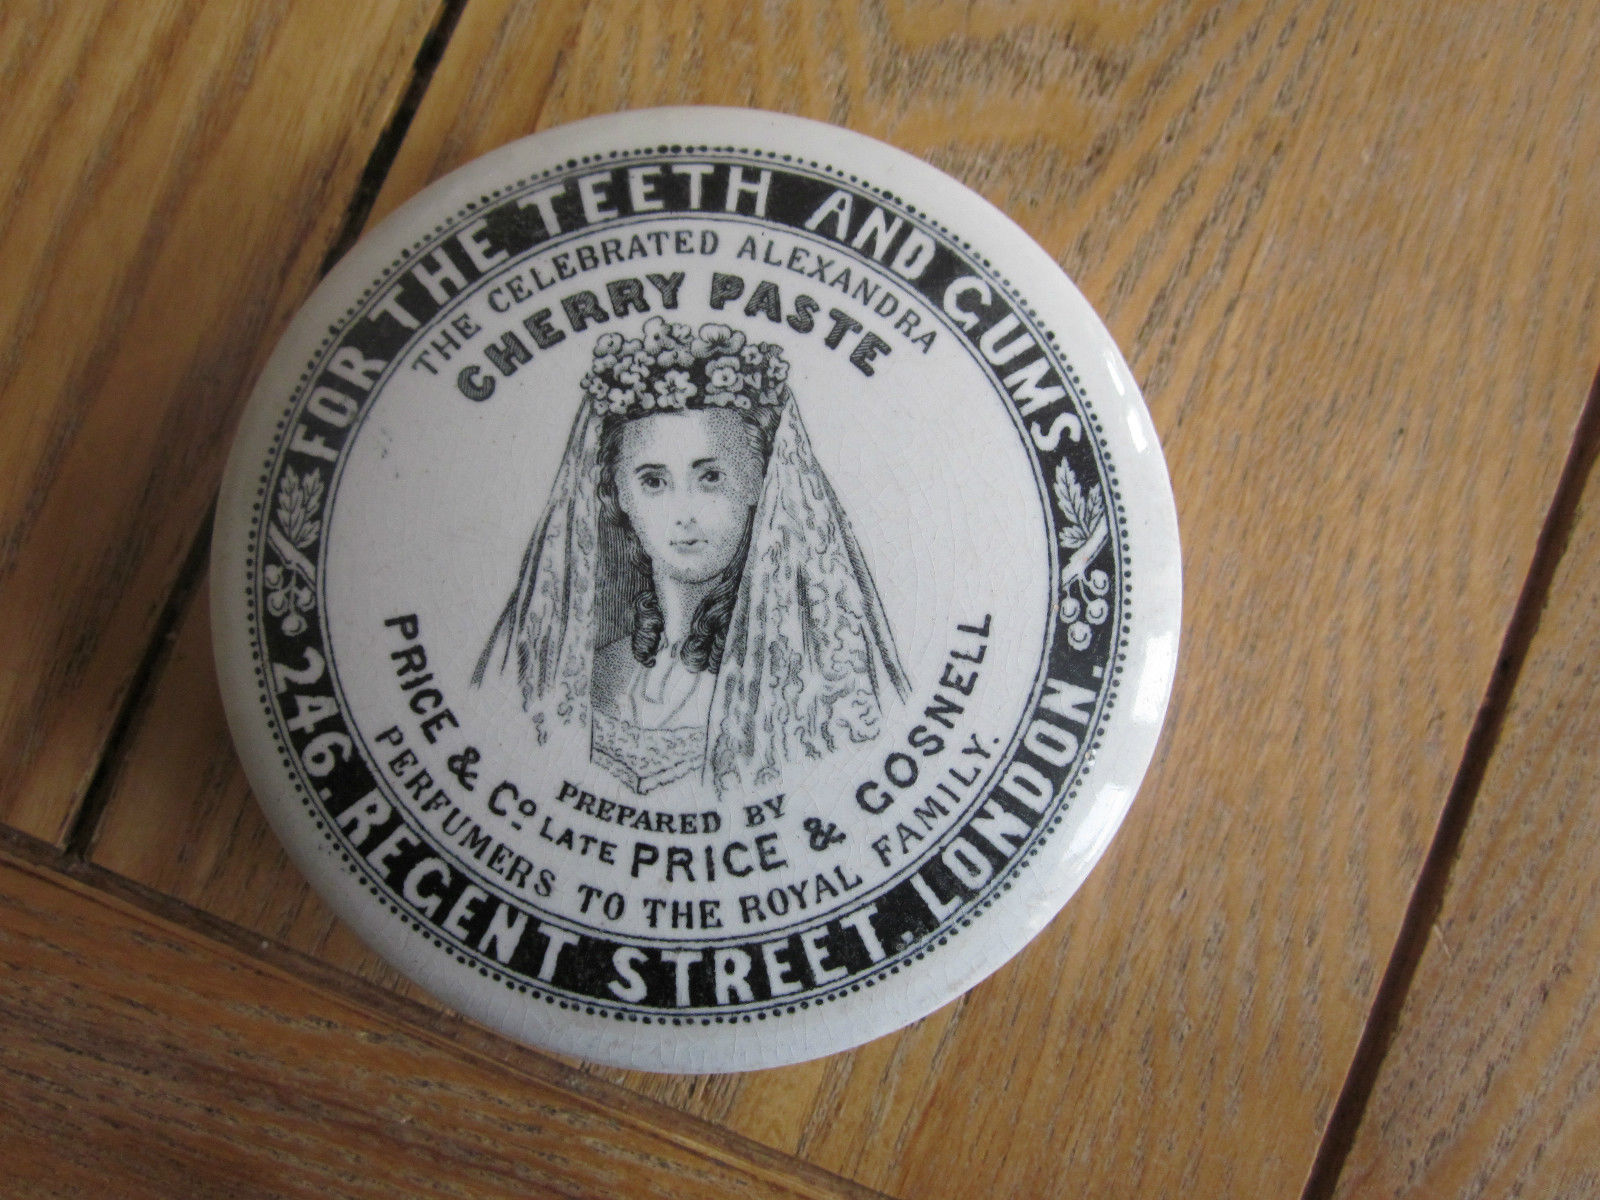 FOR THE TEETH AND GUMS
THE CELEBRATED ALEXANDRA
CHERRY PASTE
PREPARED BY
PRICE & Co LATE PRICE & GOSNELL
PERFUMERS TO THE ROYAL FAMILY.
246. REGENT STREET. LONDON.